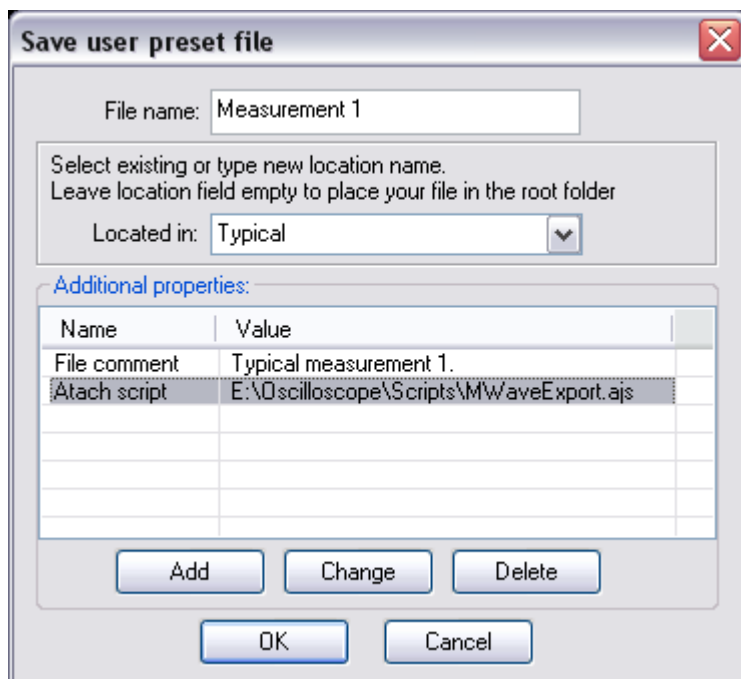 Save user preset file
File name: Measurement 1
Select existing or type new location name.
Leave location field empty to place your file in the root folder
Located in: Typical
Additional properties:
Name Value
File comment Typical measurement 1.
Atach script E:\Oscilloscope\Scripts\MWaveExport.ajs
Add Change Delete
OK Cancel